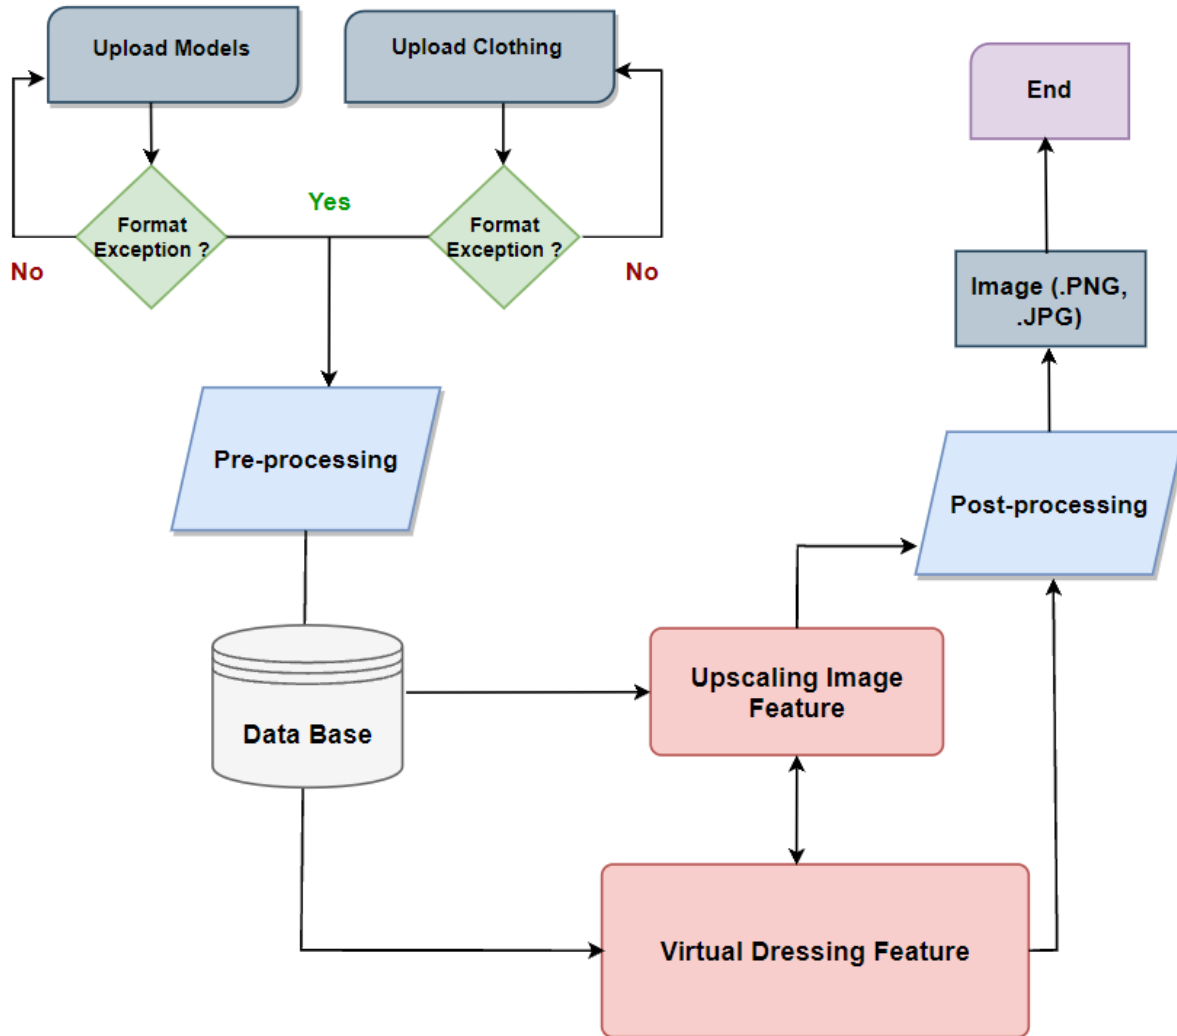 Upload Models
Upload Clothing
End
Yes
Format
Exception ?
Format
Exception ?
No
No
Image (.PNG,
.JPG)
Pre-processing
Post-processing
Upscaling Image
Feature
Data Base
Virtual Dressing Feature